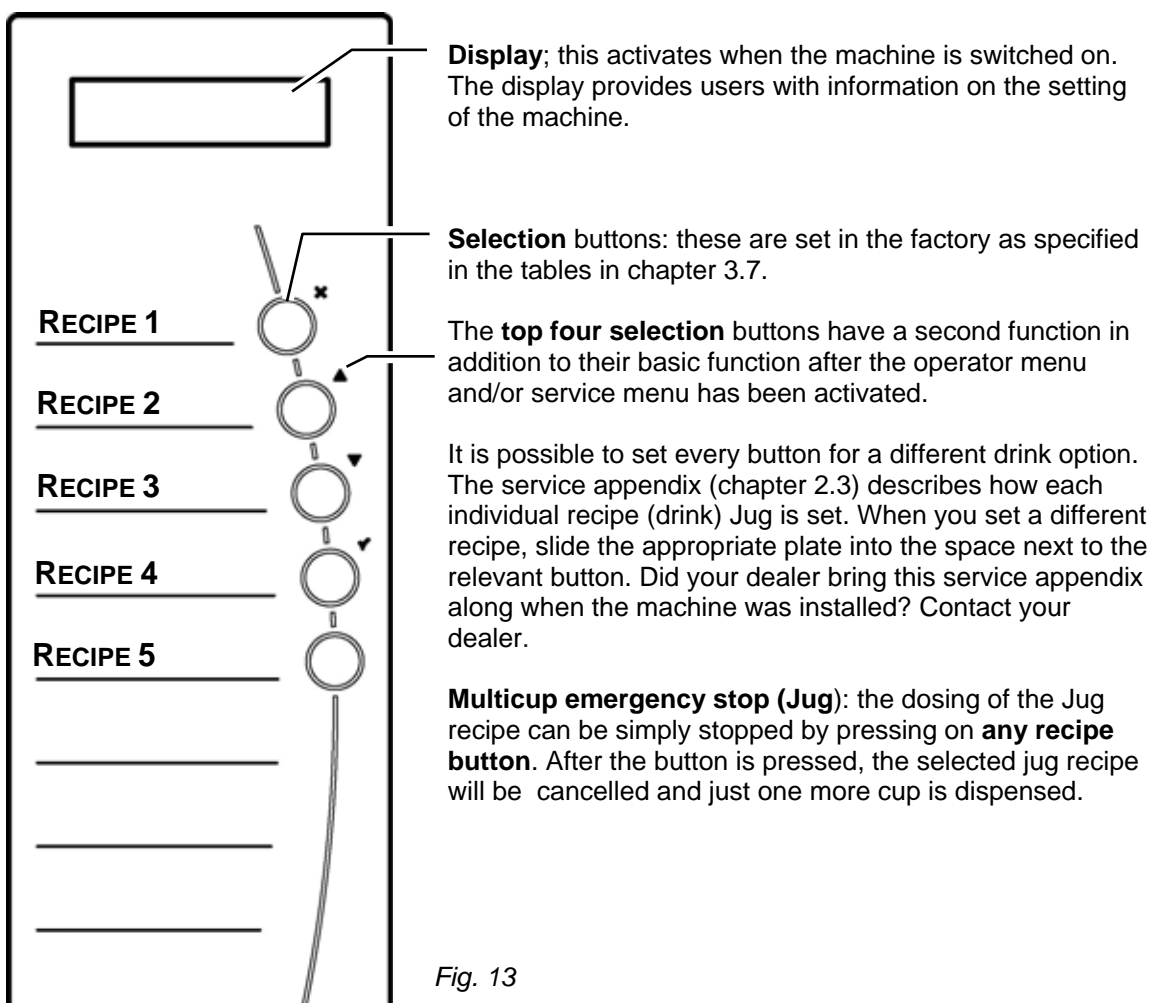 Display; this activates when the machine is switched on.
The display provides users with information on the setting
of the machine.
Selection buttons: these are set in the factory as specified
in the tables in chapter 3.7.
The top four selection buttons have a second function in
addition to their basic function after the operator menu
and/or service menu has been activated.
It is possible to set every button for a different drink option.
The service appendix (chapter 2.3) describes how each
individual recipe (drink) Jug is set. When you set a different
recipe, slide the appropriate plate into the space next to the
relevant button. Did your dealer bring this service appendix
along when the machine was installed? Contact your
dealer.
Multicup emergency stop (Jug): the dosing of the Jug
recipe can be simply stopped by pressing on any recipe
button. After the button is pressed, the selected jug recipe
will be  cancelled and just one more cup is dispensed.
RECIPE 1
RECIPE 2
RECIPE 3
RECIPE 4
RECIPE 5
Fig. 13